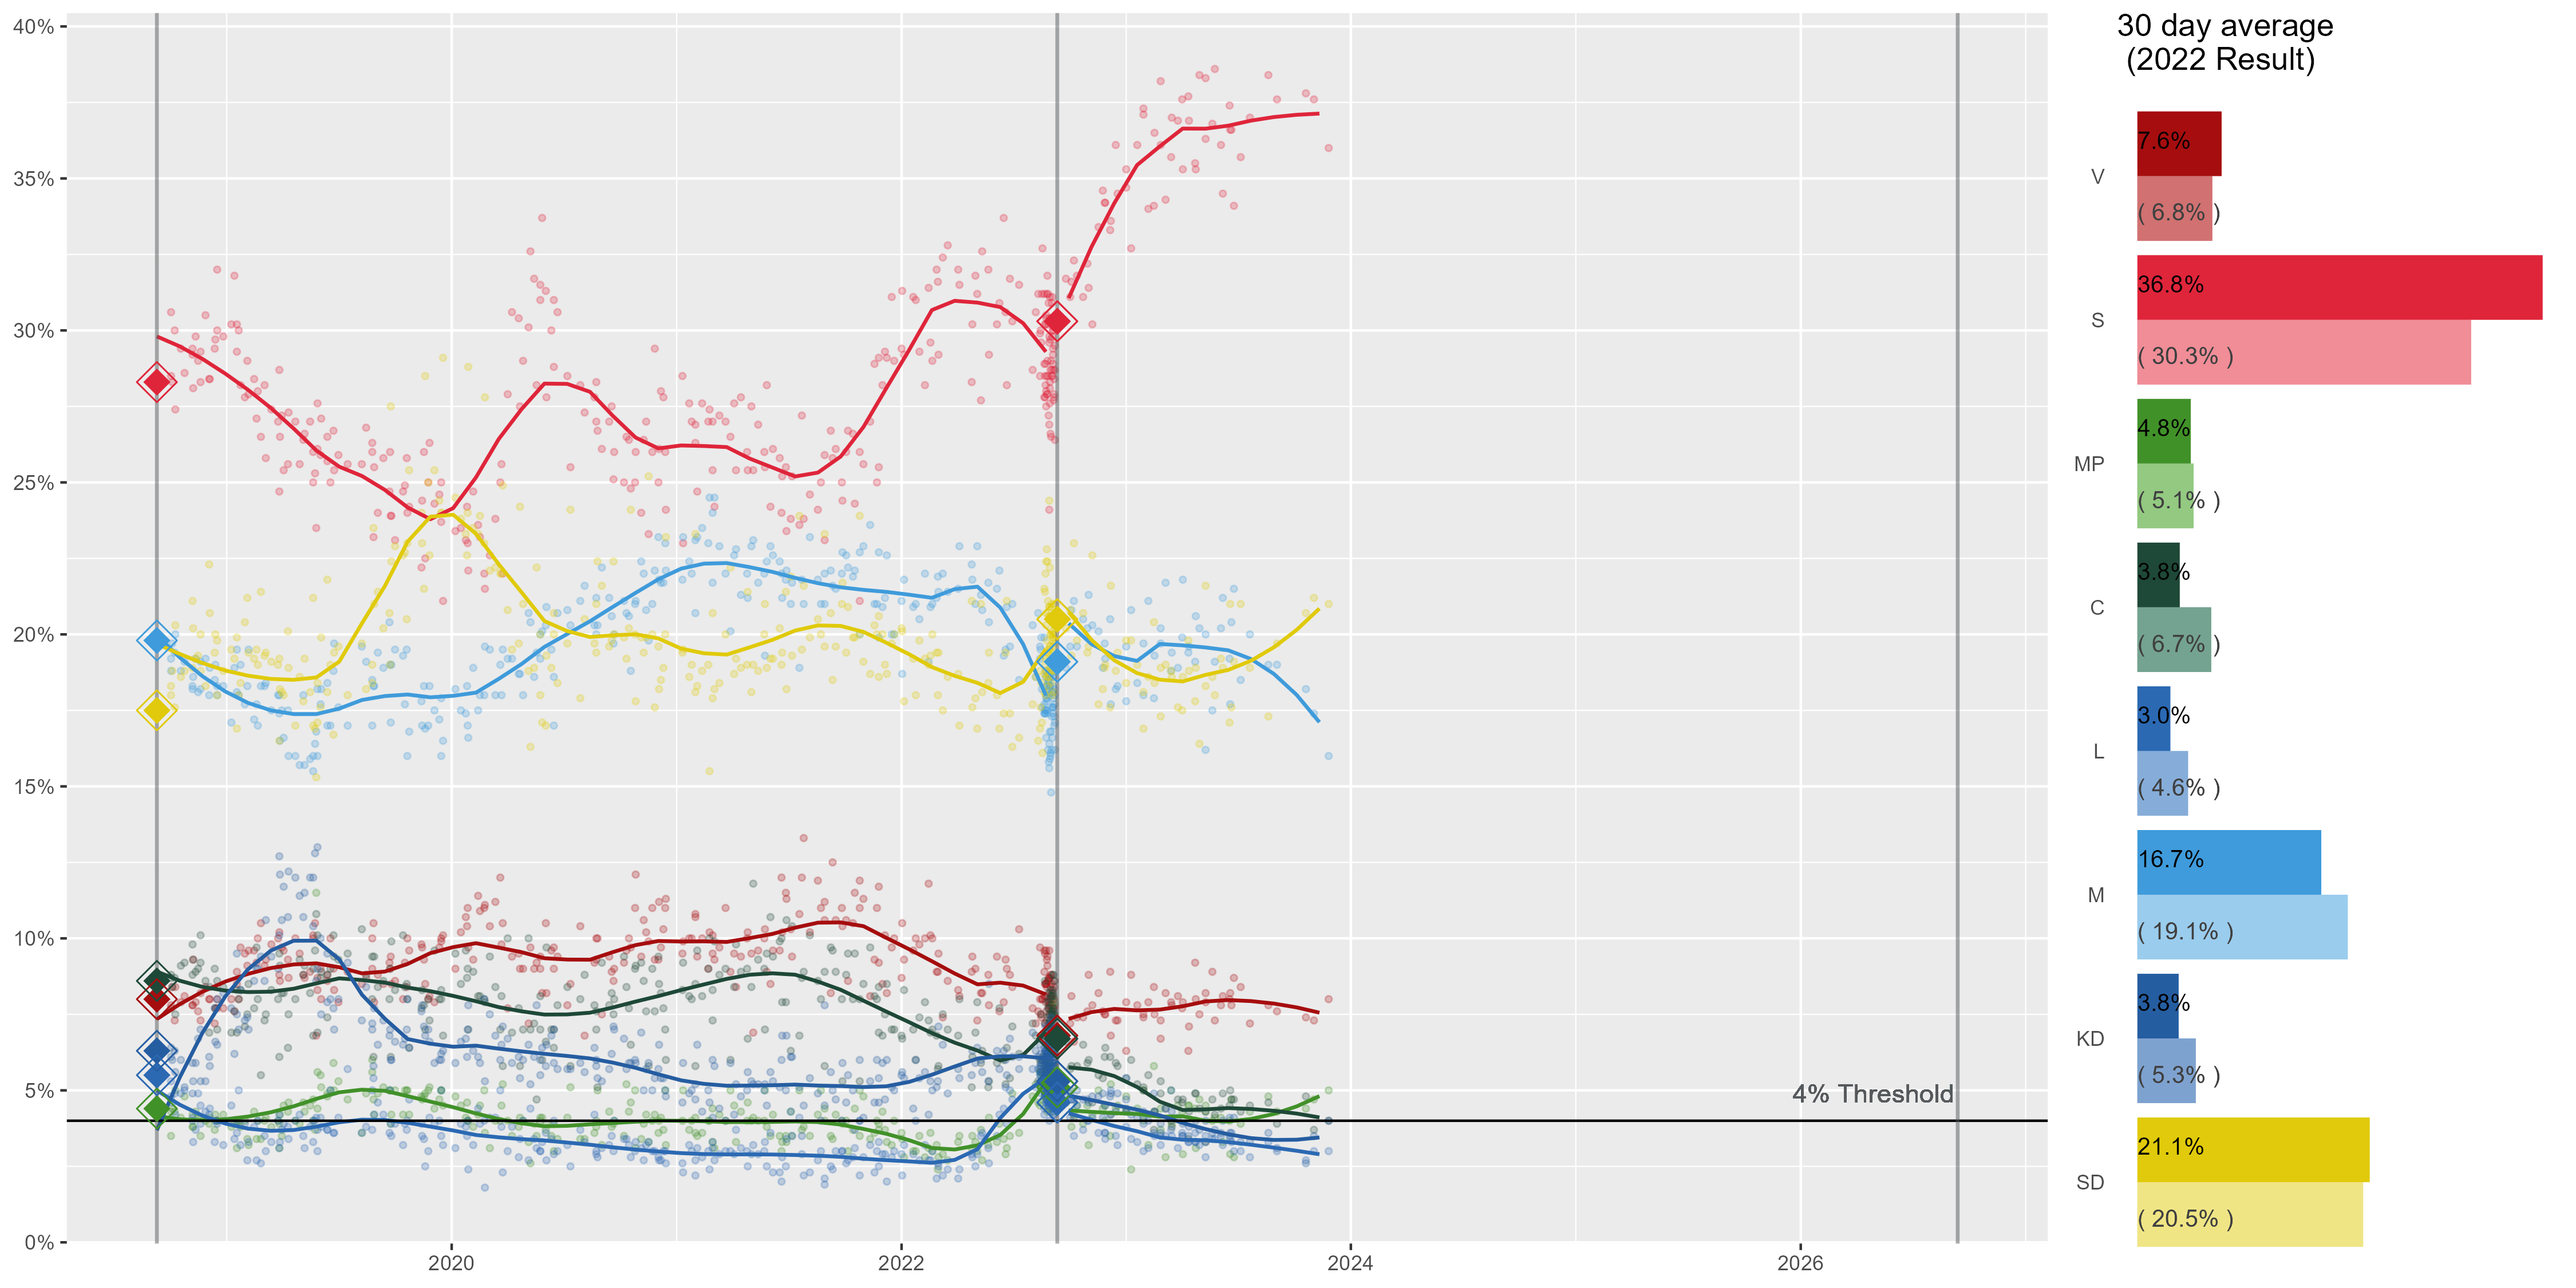 30 day average
(2022 Result)
40%
35%
30%
25%
20%
15%
10%
5%
0%
2020
2022
2024
2026
4% Threshold
V
7.6%
( 6.8% )
S
36.8%
( 30.3% )
MP
4.8%
( 5.1% )
C
3.8%
( 6.7% )
L
3.0%
( 4.6% )
M
16.7%
( 19.1% )
KD
3.8%
( 5.3% )
SD
21.1%
( 20.5% )